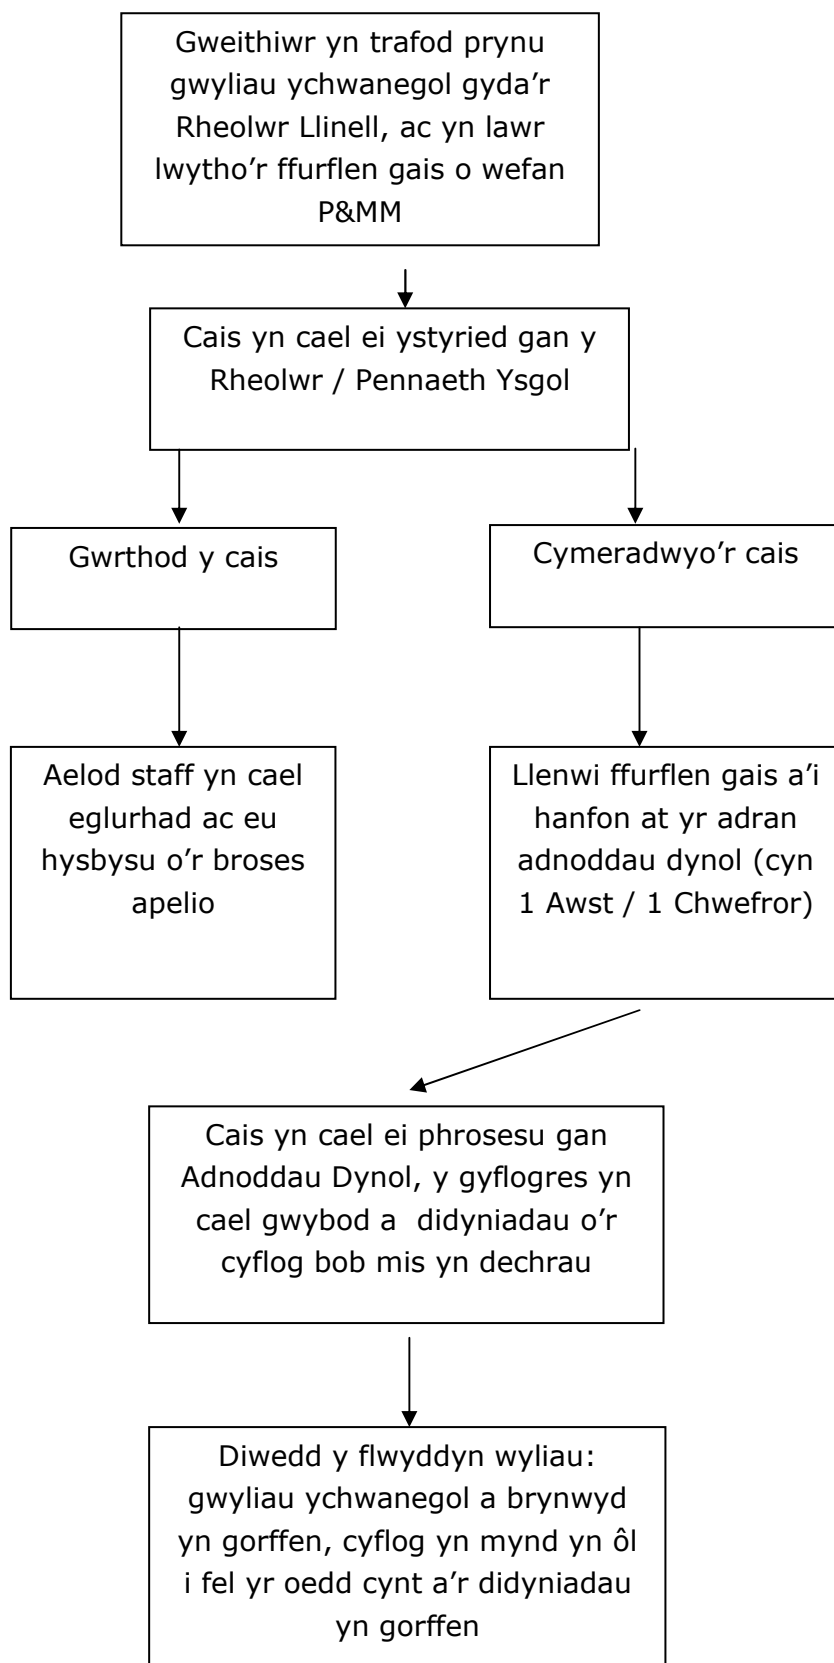 Gweithiwr yn trafod prynu
gwyliau ychwanegol gyda’r
Rheolwr Llinell, ac yn lawr
lwytho’r ffurflen gais o wefan
P&MM
Cais yn cael ei ystyried gan y
Rheolwr / Pennaeth Ysgol
Gwrthod y cais
Cymeradwyo’r cais
Aelod staff yn cael
eglurhad ac eu
hysbysu o’r broses
apelio
Llenwi ffurflen gais a’i
hanfon at yr adran
adnoddau dynol (cyn
1 Awst / 1 Chwefror)
Cais yn cael ei phrosesu gan
Adnoddau Dynol, y gyflogres yn
cael gwybod a  didyniadau o’r
cyflog bob mis yn dechrau
Diwedd y flwyddyn wyliau:
gwyliau ychwanegol a brynwyd
yn gorffen, cyflog yn mynd yn ôl
i fel yr oedd cynt a’r didyniadau
yn gorffen